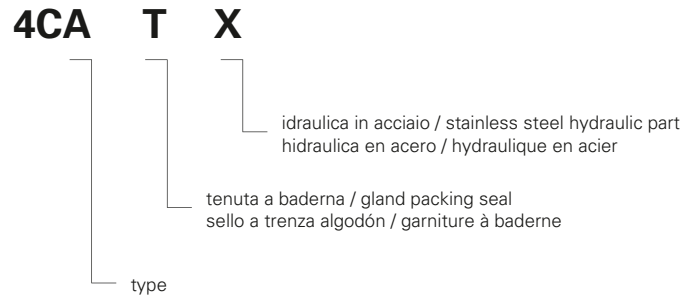 4CA T X
idraulica in acciaio / stainless steel hydraulic part
hidraulica en acero / hydraulique en acier
tenuta a baderna / gland packing seal
sello a trenza algodón / garniture à baderne
type